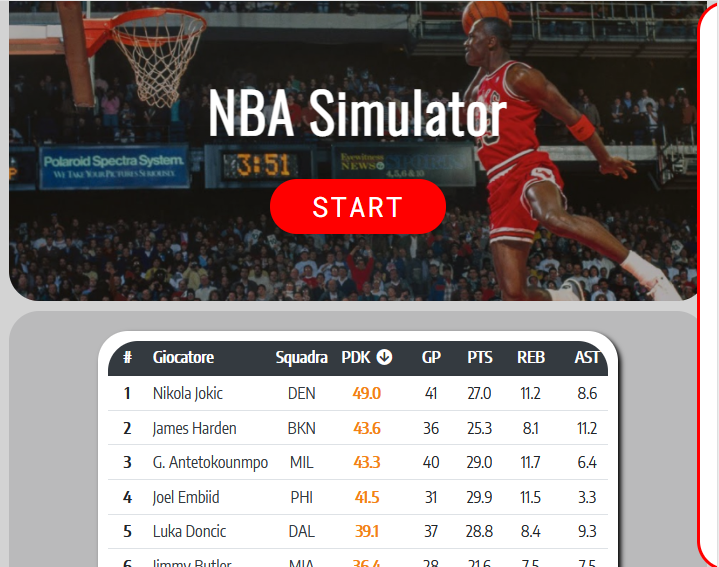 Polaroid Spectra System.
WE TAKE YOUR PICTURES SERIOUSLY.
3:51
Eyewitness
NEWS
4,5,6 & 10
NBA Simulator
START
# Giocatore Squadra PDK GP PTS REB AST
1 Nikola Jokic DEN 49.0 41 27.0 11.2 8.6
2 James Harden BKN 43.6 36 25.3 8.1 11.2
3 G. Antetokounmpo MIL 43.3 40 29.0 11.7 6.4
4 Joel Embiid PHI 41.5 31 29.9 11.5 3.3
5 Luka Doncic DAL 39.1 37 28.8 8.4 9.3
6 Jimmy Butler MIA 36.4 28 21.6 7.5 7.5